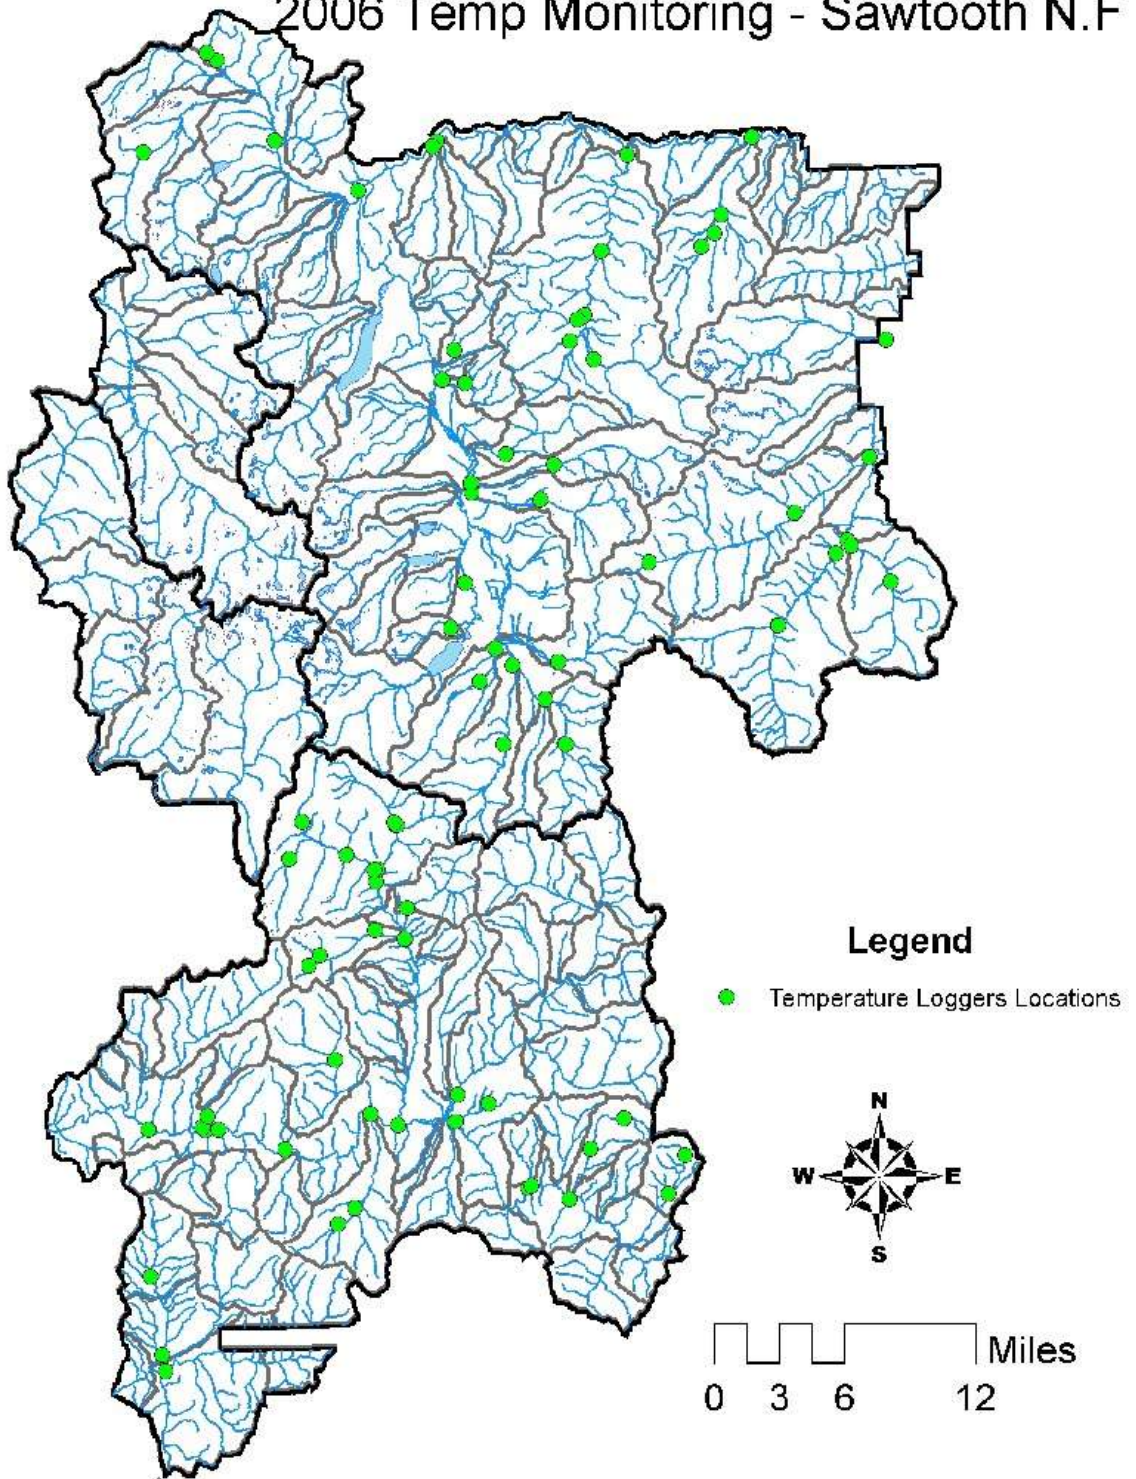 2006 Temp Monitoring - Sawtooth N.F
Legend
Temperature Loggers Locations
N
W E
S
Miles
0 3 6 12